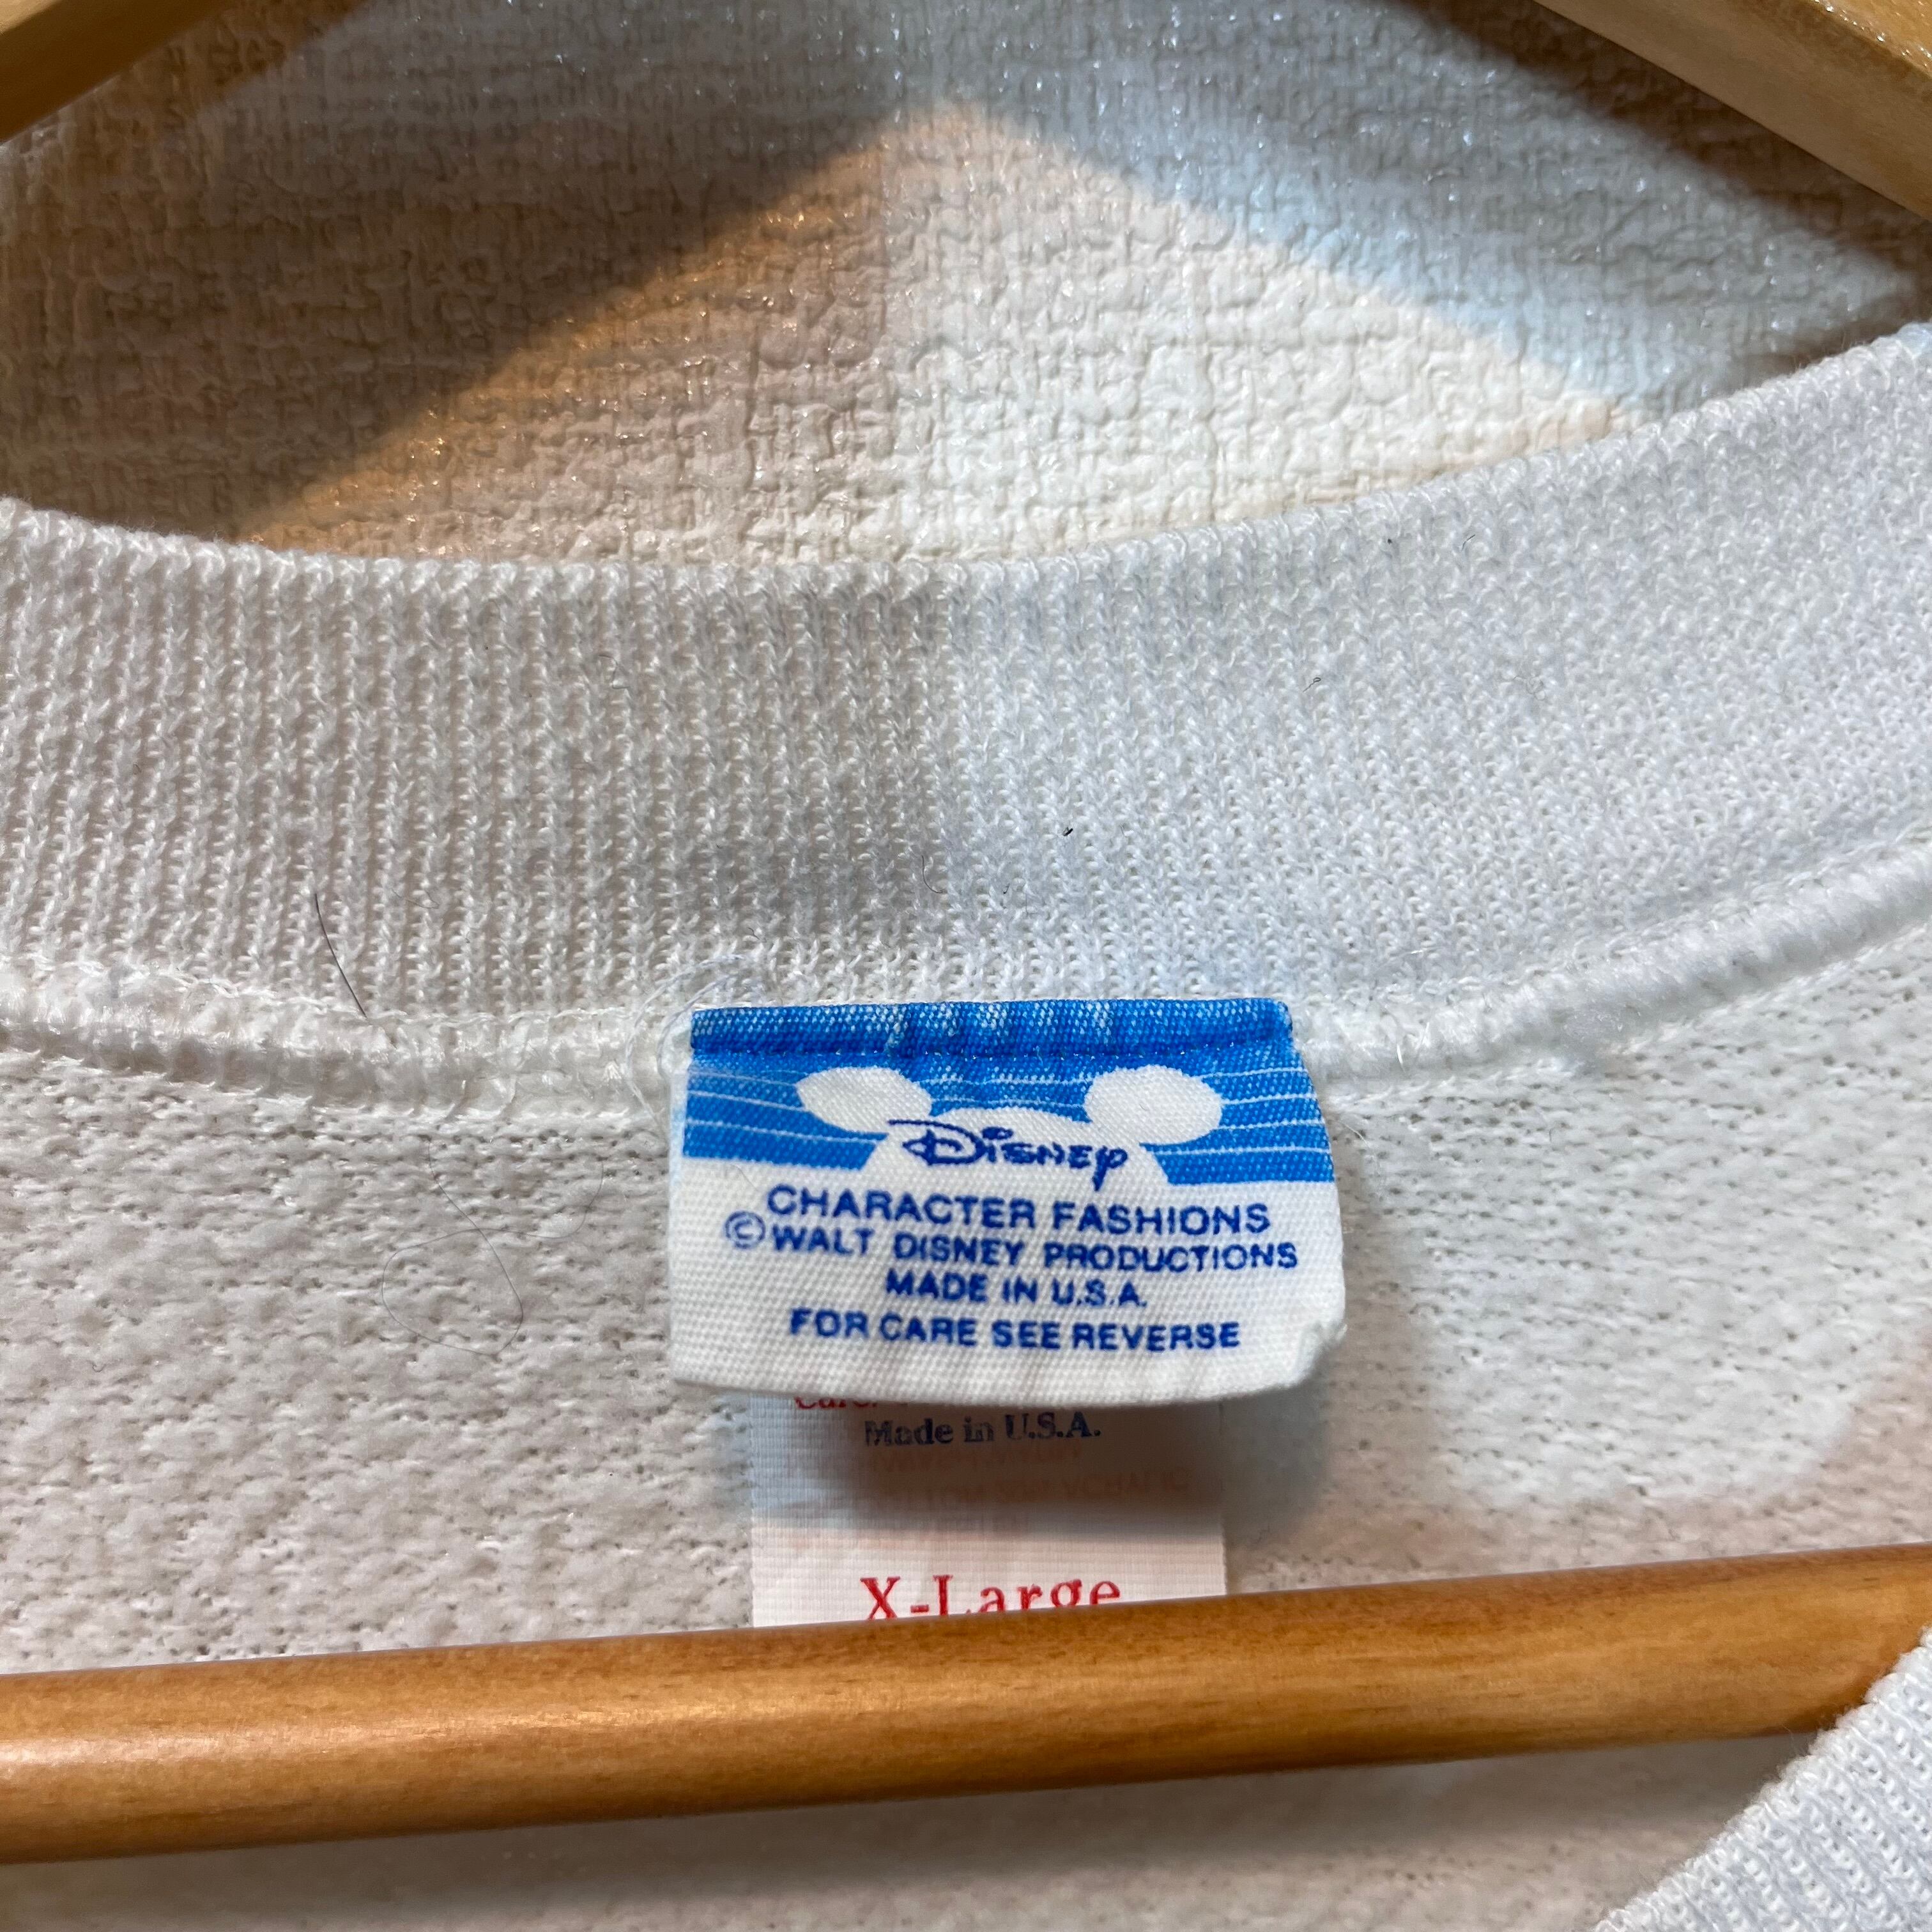 Disney
CHARACTER FASHIONS
© WALT DISNEY PRODUCTIONS
MADE IN U.S.A.
FOR CARE SEE REVERSE
Made in U.S.A.
X-Large